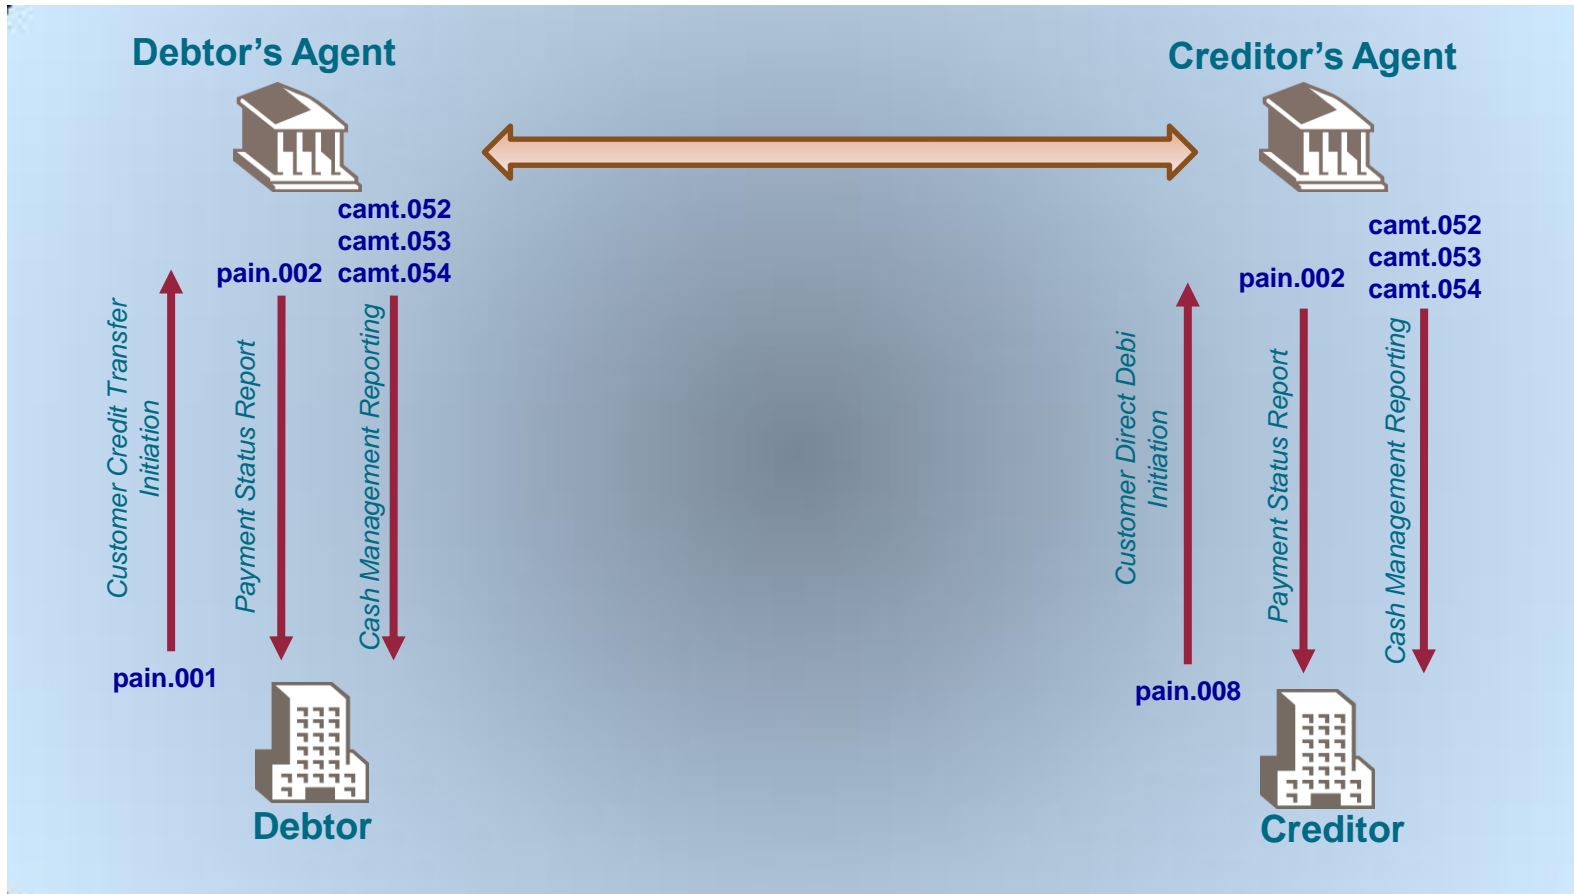 Debtor's Agent
Creditor's Agent
camt.052
camt.053
camt.054
pain.002
Customer Credit Transfer
Initiation
Payment Status Report
Cash Management Reporting
pain.001
Debtor
camt.052
camt.053
camt.054
pain.002
Customer Direct Debi
Initiation
Payment Status Report
Cash Management Reporting
pain.008
Creditor